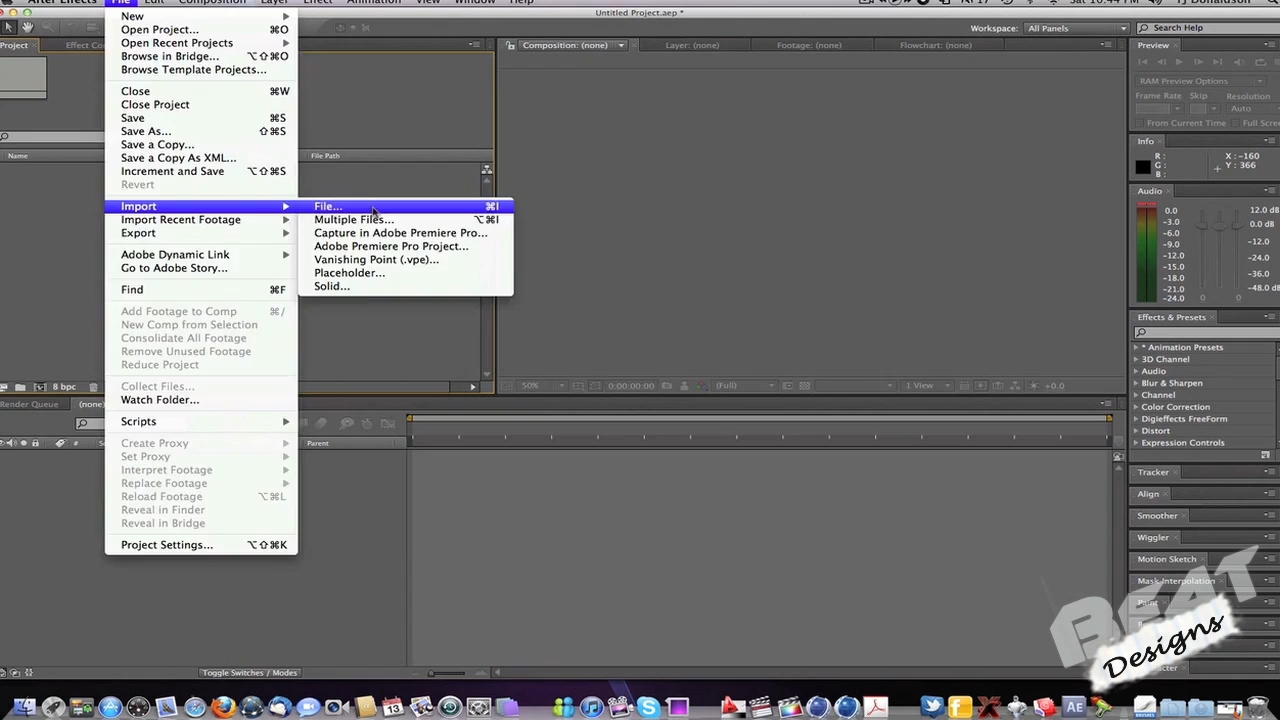 After Effects File Edit Composition Layer Effect Animation View Window Help
Untitled Project.aep *
Workspace: All Panels Search Help
Project Effect Co
Composition: (none) Layer: (none) Footage: (none) Flowchart: (none)
Preview
New
Open Project... ⌘O
Open Recent Projects
Browse in Bridge... ⌥⇧⌘O
Browse Template Projects...
Close ⌘W
Close Project
Save ⌘S
Save As... ⇧⌘S
Save a Copy...
Save a Copy As XML...
Increment and Save ⌥⇧⌘S
Revert
Import
Import Recent Footage
Export
Adobe Dynamic Link
Go to Adobe Story...
Find ⌘F
Add Footage to Comp ⌘/
New Comp from Selection
Consolidate All Footage
Remove Unused Footage
Reduce Project
Collect Files...
Watch Folder...
Scripts
Create Proxy
Set Proxy
Interpret Footage
Replace Footage
Reload Footage ⌥⌘L
Reveal in Finder
Reveal in Bridge
Project Settings... ⌥⇧⌘K
File... ⌘I
Multiple Files... ⌥⌘I
Capture in Adobe Premiere Pro...
Adobe Premiere Pro Project...
Vanishing Point (.vpe)...
Placeholder...
Solid...
Name
File Path
8 bpc
50% 0:00:00:00 (Full) 1 View +0.0
Render Queue (none)
Parent
Toggle Switches / Modes
RAM Preview Options
Frame Rate Skip Resolution
Auto
From Current Time Full Scree
Info
R : X : -160
G : Y : 366
B :
Audio
0.0 12.0 dB
-3.0
-6.0 0.0 dB
-9.0
-12.0 -12.0
-15.0
-18.0 -24.0
-21.0
-24.0 -36.0
Effects & Presets
* Animation Presets
3D Channel
Audio
Blur & Sharpen
Channel
Color Correction
Digieffects FreeForm
Distort
Expression Controls
Tracker
Align
Smoother
Wiggler
Motion Sketch
Mask Interpolation
Paint
BEAT
Designs
13
AE